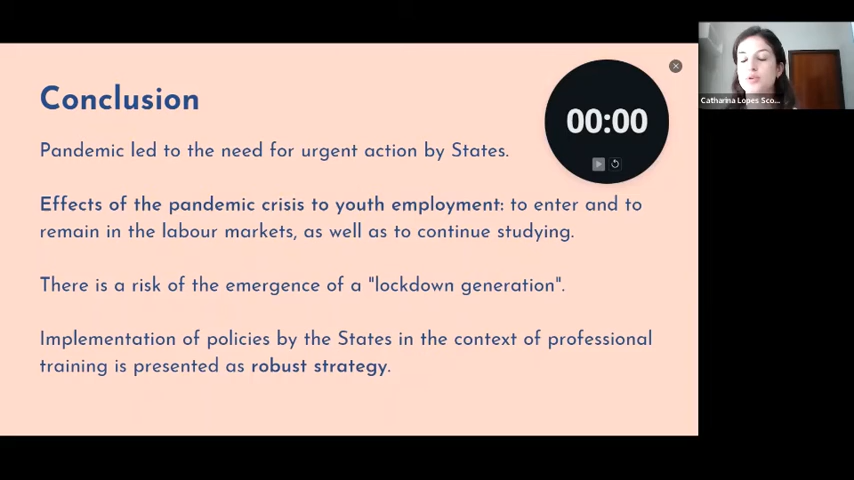 Conclusion
00:00
Pandemic led to the need for urgent action by States.
Effects of the pandemic crisis to youth employment: to enter and to
remain in the labour markets, as well as to continue studying.
There is a risk of the emergence of a "lockdown generation".
Implementation of policies by the States in the context of professional
training is presented as robust strategy.
Catharina Lopes Sco...